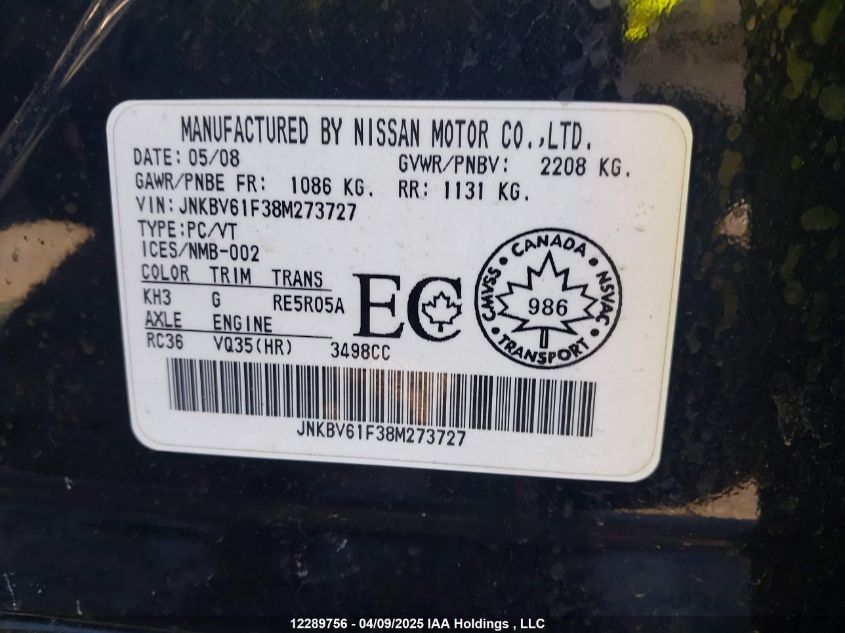 MANUFACTURED BY NISSAN MOTOR CO.,LTD.
DATE: 05/08 GVWR/PNBV: 2208 KG.
GAWR/PNBE FR: 1086 KG. RR: 1131 KG.
VIN: JNKBV61F38M273727
TYPE: PC/VT
ICES/NMB-002
COLOR TRIM TRANS
KH3 G RE5R05A
AXLE ENGINE
RC36 VQ35(HR) 3498CC
EC
CANADA
CMVSS NSVAC
986
TRANSPORT
JNKBV61F38M273727
12289756 - 04/09/2025 IAA Holdings , LLC